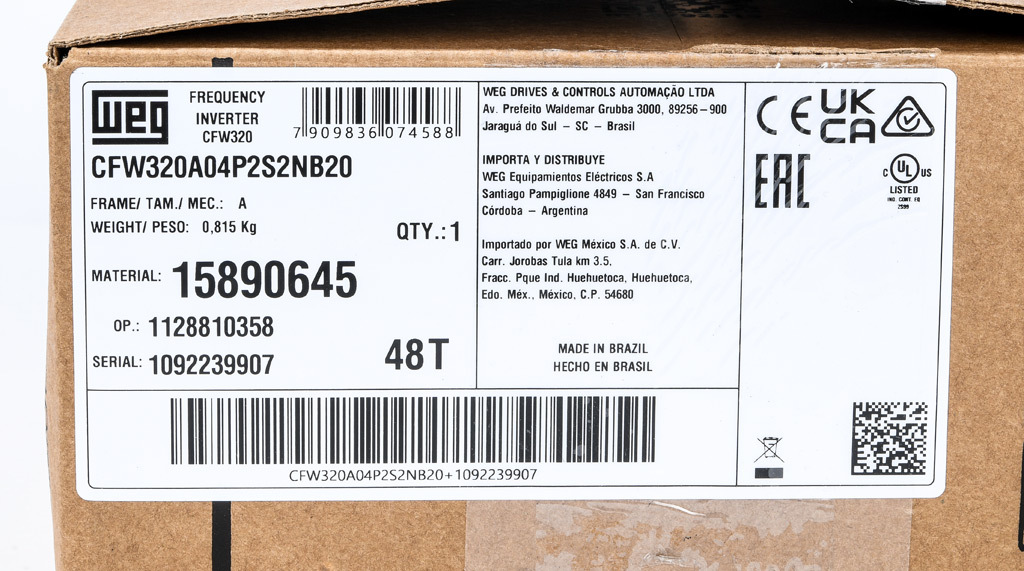 weg
FREQUENCY
INVERTER
CFW320
7 909836 074588
CFW320A04P2S2NB20
FRAME/ TAM./ MEC.: A
WEIGHT/ PESO: 0,815 Kg
QTY.: 1
MATERIAL: 15890645
OP.: 1128810358
SERIAL: 1092239907
48T
WEG DRIVES & CONTROLS AUTOMAÇÃO LTDA
Av. Prefeito Waldemar Grubba 3000, 89256-900
Jaraguá do Sul - SC - Brasil
IMPORTA Y DISTRIBUYE
WEG Equipamientos Eléctricos S.A
Santiago Pampiglione 4849 - San Francisco
Córdoba - Argentina
Importado por WEG México S.A. de C.V.
Carr. Jorobas Tula km 3.5,
Fracc. Pque Ind. Huehuetoca, Huehuetoca,
Edo. Méx., México, C.P. 54680
MADE IN BRAZIL
HECHO EN BRASIL
CE
UK
CA
EAC
C UL US
LISTED
IND. CONT. EQ
CFW320A04P2S2NB20+1092239907